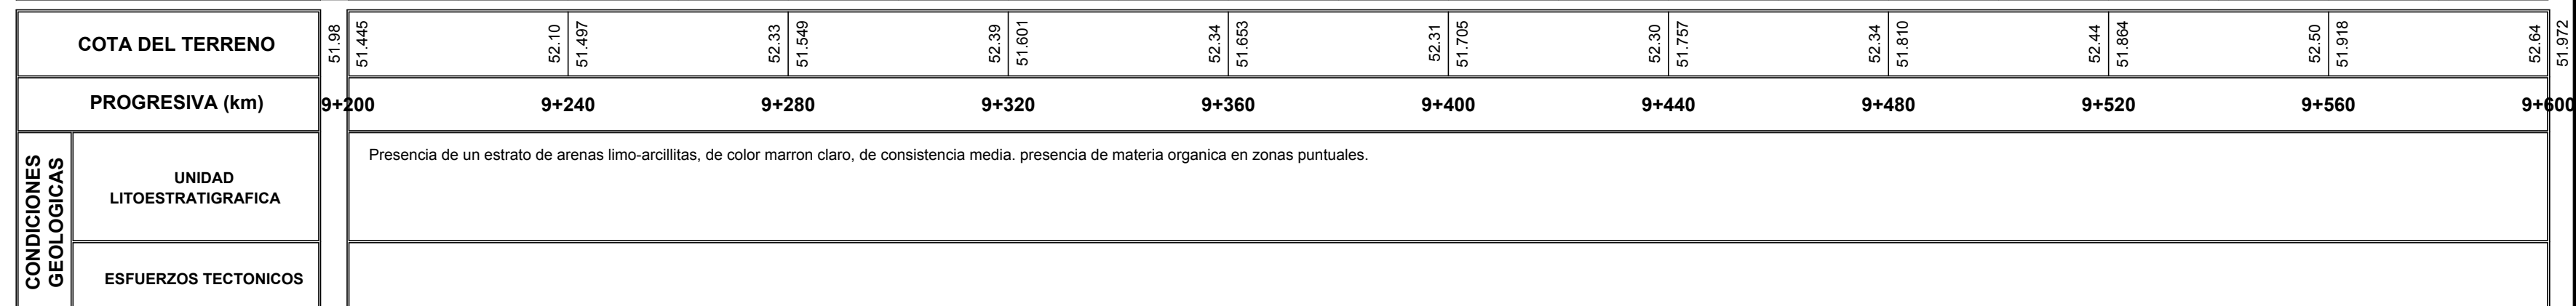 COTA DEL TERRENO
51.98 51.445 52.10 51.497 52.33 51.549 52.39 51.601 52.34 51.653 52.31 51.705 52.30 51.757 52.34 51.810 52.44 51.864 52.50 51.918 52.64 51.972
PROGRESIVA (km)
9+200 9+240 9+280 9+320 9+360 9+400 9+440 9+480 9+520 9+560 9+600
CONDICIONES
GEOLOGICAS
UNIDAD
LITOESTRATIGRAFICA
Presencia de un estrato de arenas limo-arcillitas, de color marron claro, de consistencia media. presencia de materia organica en zonas puntuales.
ESFUERZOS TECTONICOS